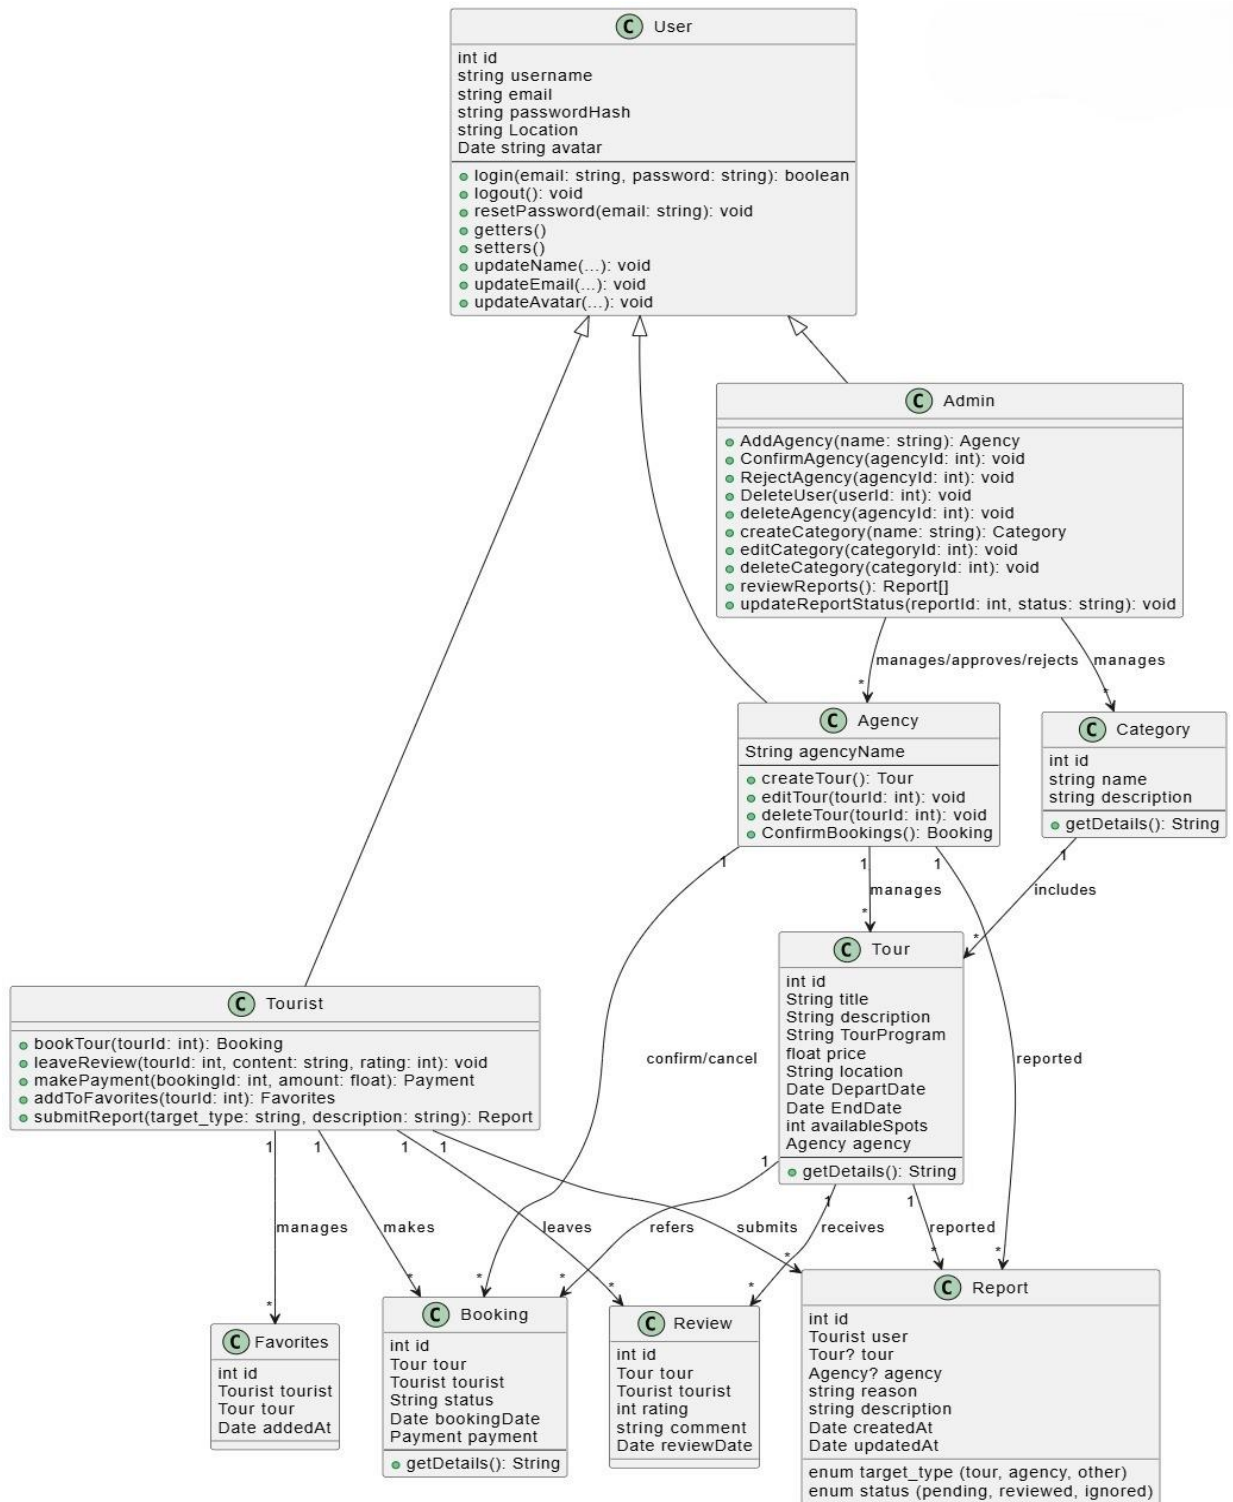 C User
int id
string username
string email
string passwordHash
string Location
Date string avatar
login(email: string, password: string): boolean
logout(): void
resetPassword(email: string): void
getters()
setters()
updateName(...): void
updateEmail(...): void
updateAvatar(...): void
C Admin
AddAgency(name: string): Agency
ConfirmAgency(agencyId: int): void
RejectAgency(agencyId: int): void
DeleteUser(userId: int): void
deleteAgency(agencyId: int): void
createCategory(name: string): Category
editCategory(categoryId: int): void
deleteCategory(categoryId: int): void
reviewReports(): Report[]
updateReportStatus(reportId: int, status: string): void
manages/approves/rejects
manages
*
*
C Agency
String agencyName
createTour(): Tour
editTour(tourId: int): void
deleteTour(tourId: int): void
ConfirmBookings(): Booking
C Category
int id
string name
string description
getDetails(): String
1
1
1
1
manages
includes
*
*
C Tour
int id
String title
String description
String TourProgram
float price
String location
Date DepartDate
Date EndDate
int availableSpots
Agency agency
getDetails(): String
C Tourist
bookTour(tourId: int): Booking
leaveReview(tourId: int, content: string, rating: int): void
makePayment(bookingId: int, amount: float): Payment
addToFavorites(tourId: int): Favorites
submitReport(target_type: string, description: string): Report
confirm/cancel
reported
1
1
1
1
1
1
1
manages
makes
leaves
refers
submits
receives
reported
*
*
*
*
*
*
*
*
*
C Favorites
int id
Tourist tourist
Tour tour
Date addedAt
C Booking
int id
Tour tour
Tourist tourist
String status
Date bookingDate
Payment payment
getDetails(): String
C Review
int id
Tour tour
Tourist tourist
int rating
string comment
Date reviewDate
C Report
int id
Tourist user
Tour? tour
Agency? agency
string reason
string description
Date createdAt
Date updatedAt
enum target_type (tour, agency, other)
enum status (pending, reviewed, ignored)